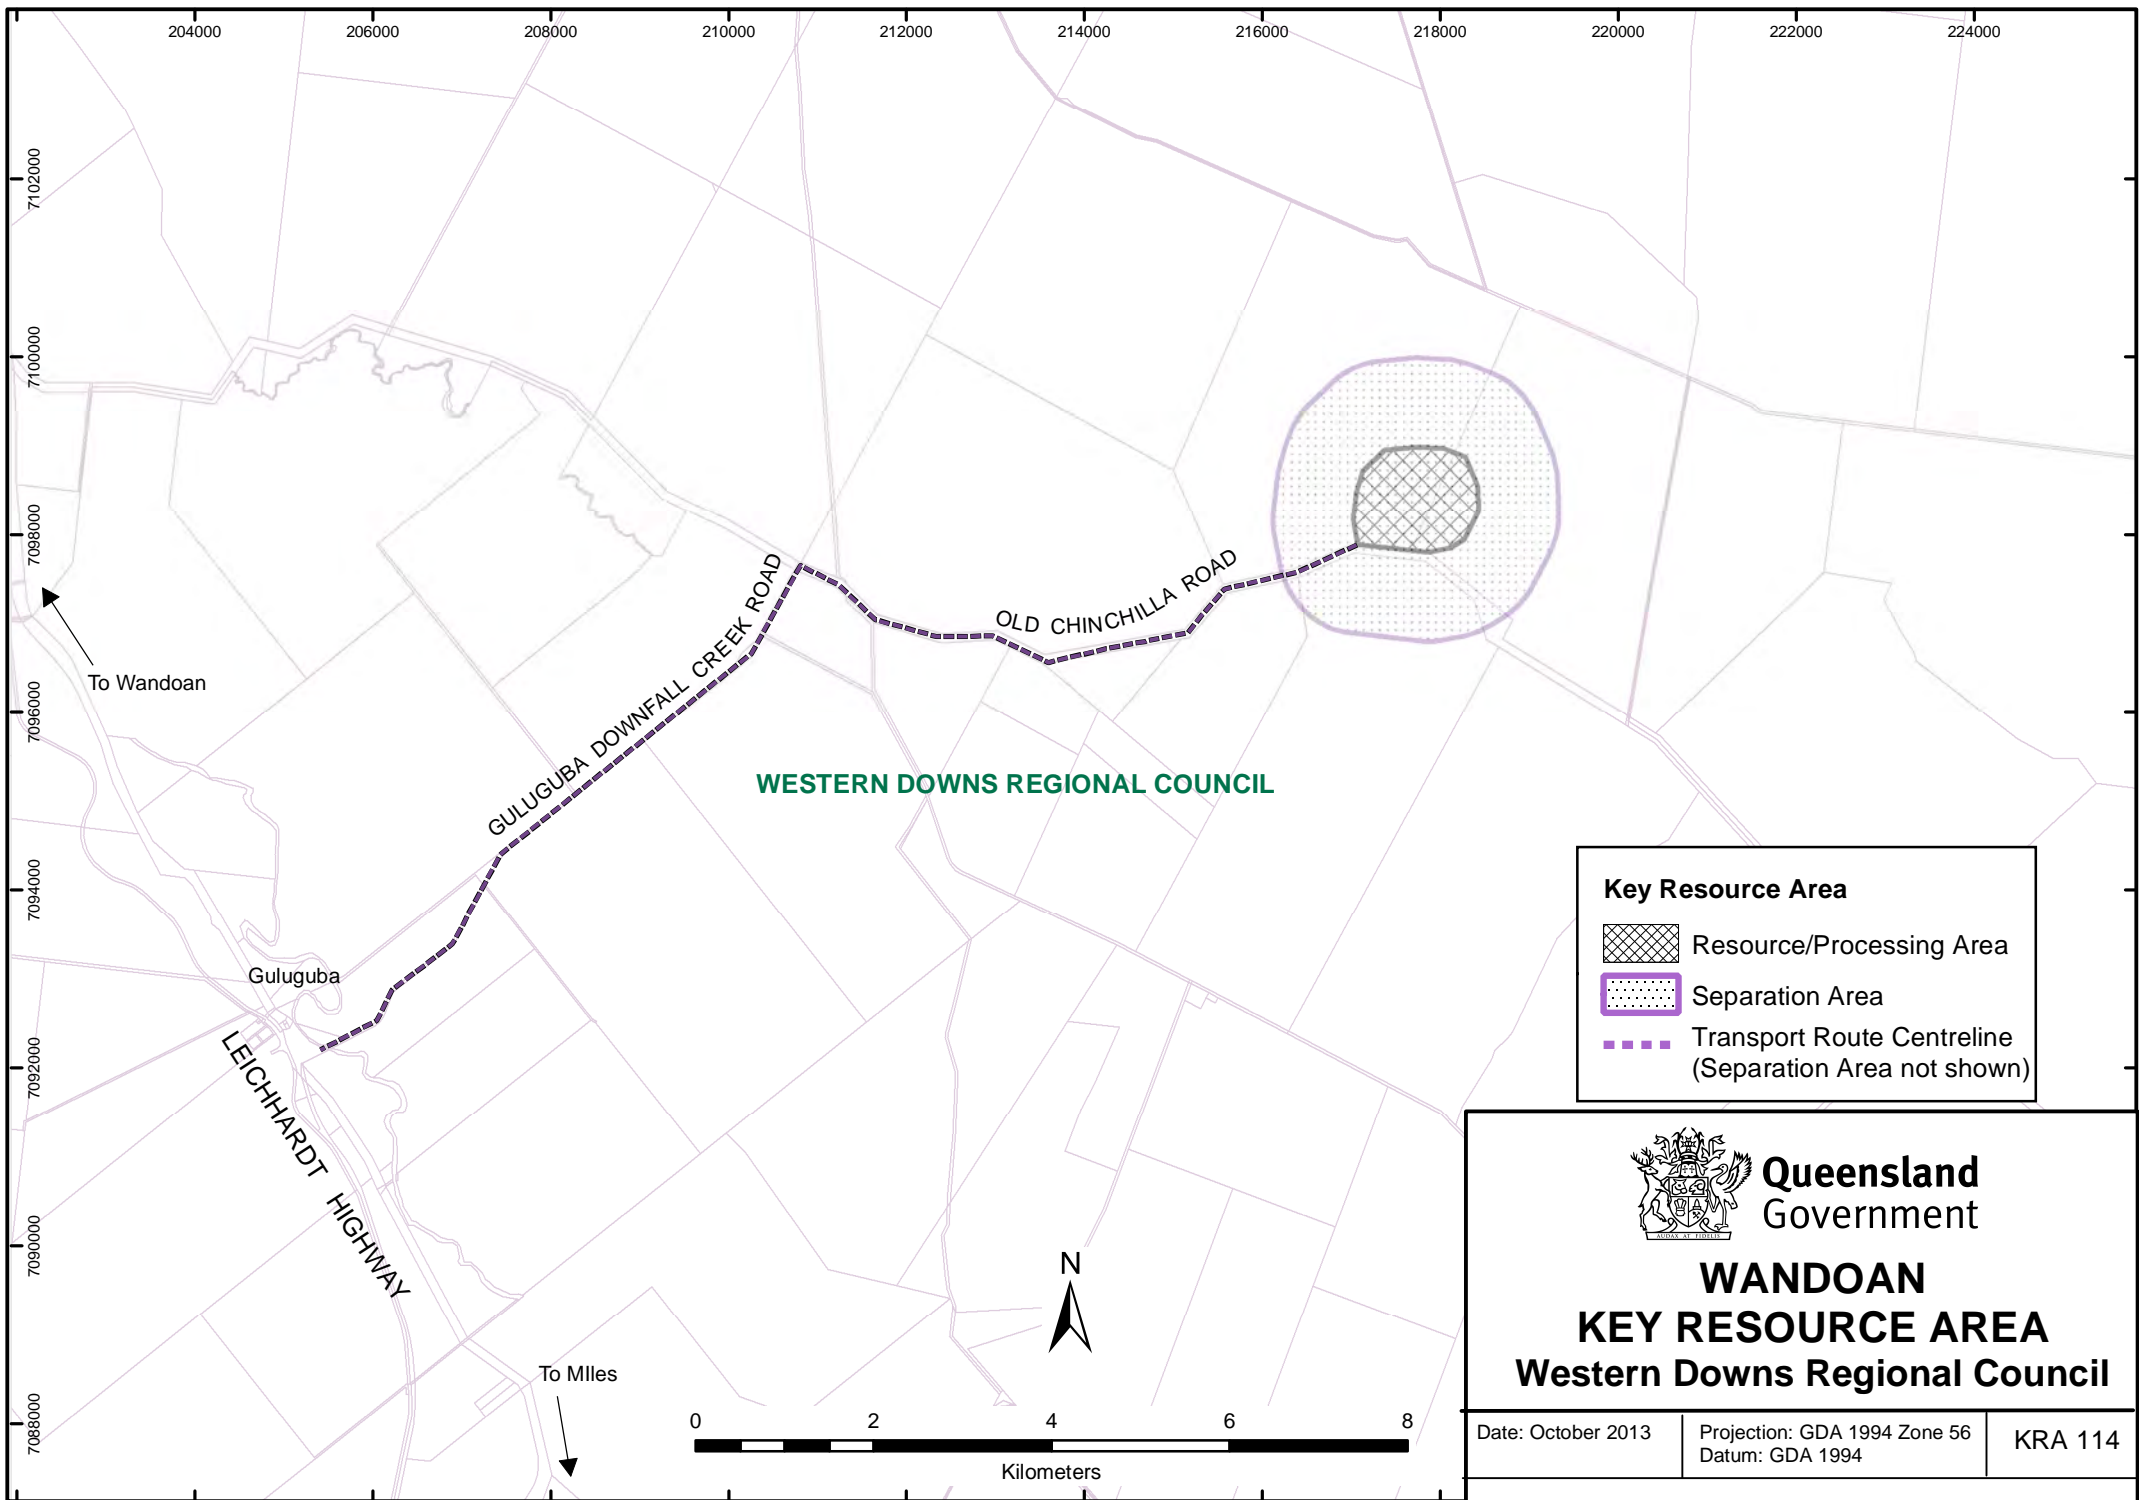 204000
206000
208000
210000
212000
214000
216000
218000
220000
222000
224000
7102000
7100000
7098000
7096000
7094000
7092000
7090000
7088000
To Wandoan
GULUGUBA DOWNFALL CREEK ROAD
OLD CHINCHILLA ROAD
WESTERN DOWNS REGIONAL COUNCIL
Guluguba
LEICHHARDT HIGHWAY
To MIles
N
0
2
4
6
8
Kilometers
Key Resource Area
Resource/Processing Area
Separation Area
Transport Route Centreline
(Separation Area not shown)
AUDAX AT FIDELIS
Queensland
Government
WANDOAN
KEY RESOURCE AREA
Western Downs Regional Council
Date: October 2013
Projection: GDA 1994 Zone 56
Datum: GDA 1994
KRA 114